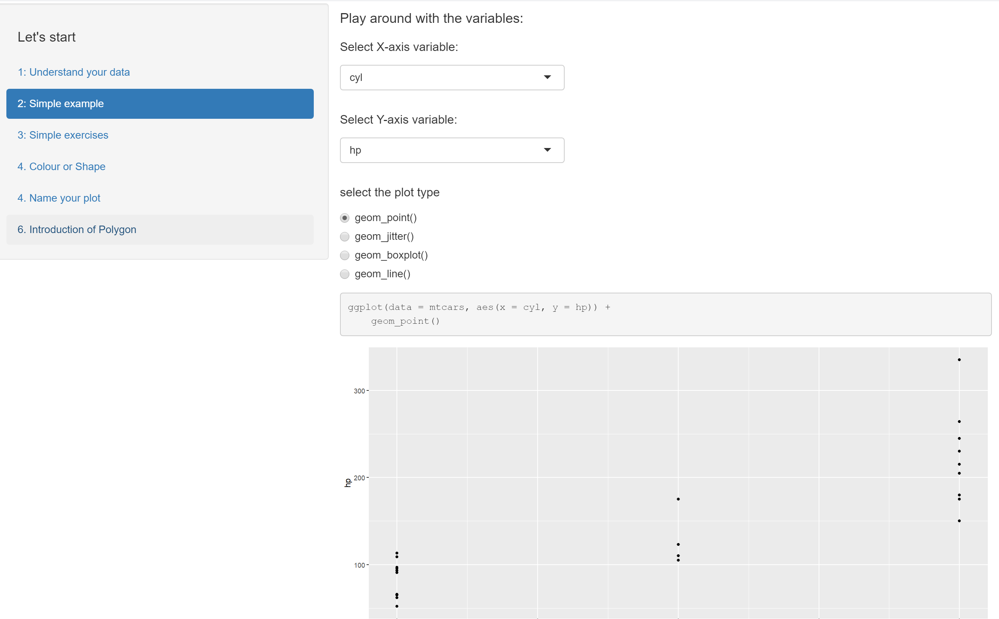 Let's start
1: Understand your data
2: Simple example
3: Simple exercises
4. Colour or Shape
4. Name your plot
6. Introduction of Polygon
Play around with the variables:
Select X-axis variable:
cyl
Select Y-axis variable:
hp
select the plot type
geom_point()
geom_jitter()
geom_boxplot()
geom_line()
ggplot(data = mtcars, aes(x = cyl, y = hp)) +
    geom_point()
300
200
hp
100